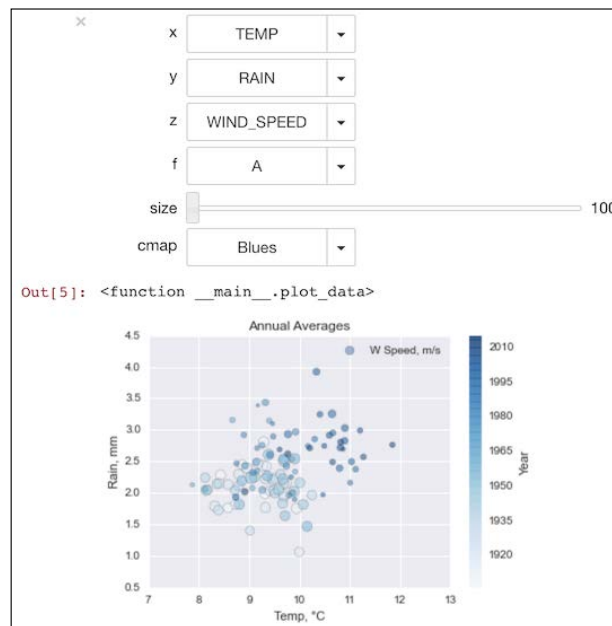 ×
x TEMP
y RAIN
z WIND_SPEED
f A
size 100
cmap Blues
Out[5]: <function __main__.plot_data>
Annual Averages
W Speed, m/s
4.5
4.0
3.5
3.0
2.5
2.0
1.5
1.0
0.5
Rain, mm
7 8 9 10 11 12 13
Temp, °C
2010
1995
1980
1965
1950
1935
1920
Year